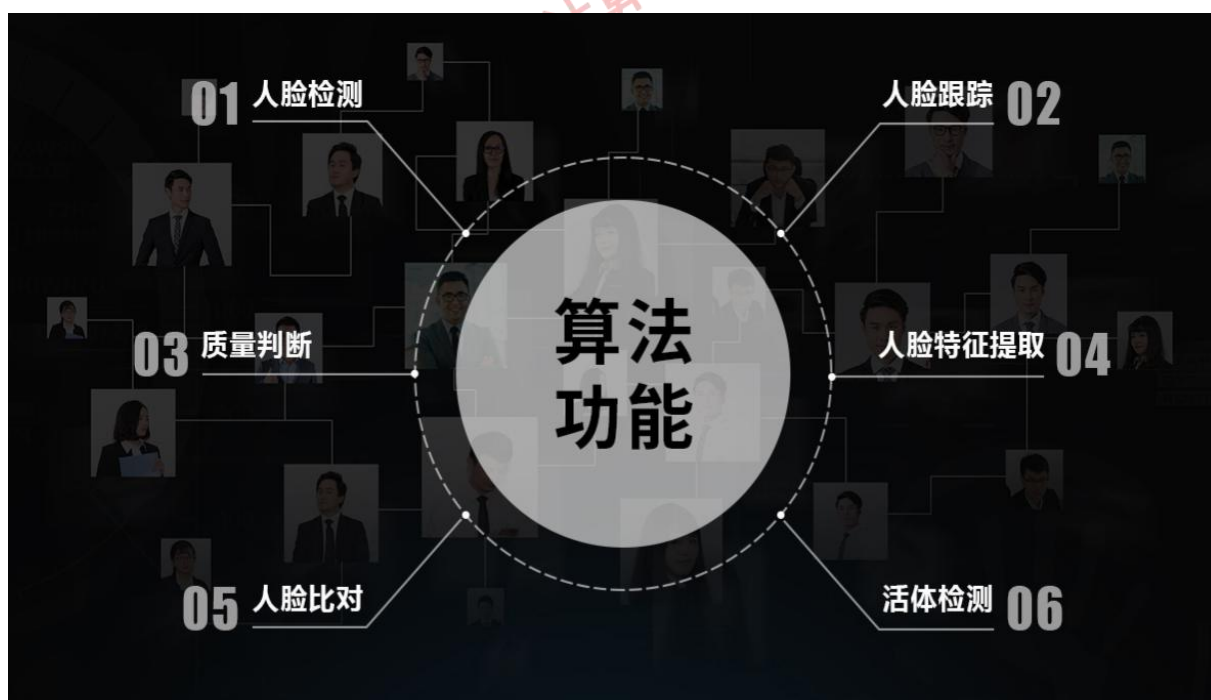 01 人脸检测
人脸跟踪 02
03 质量判断
算法
功能
人脸特征提取 04
05 人脸比对
活体检测 06